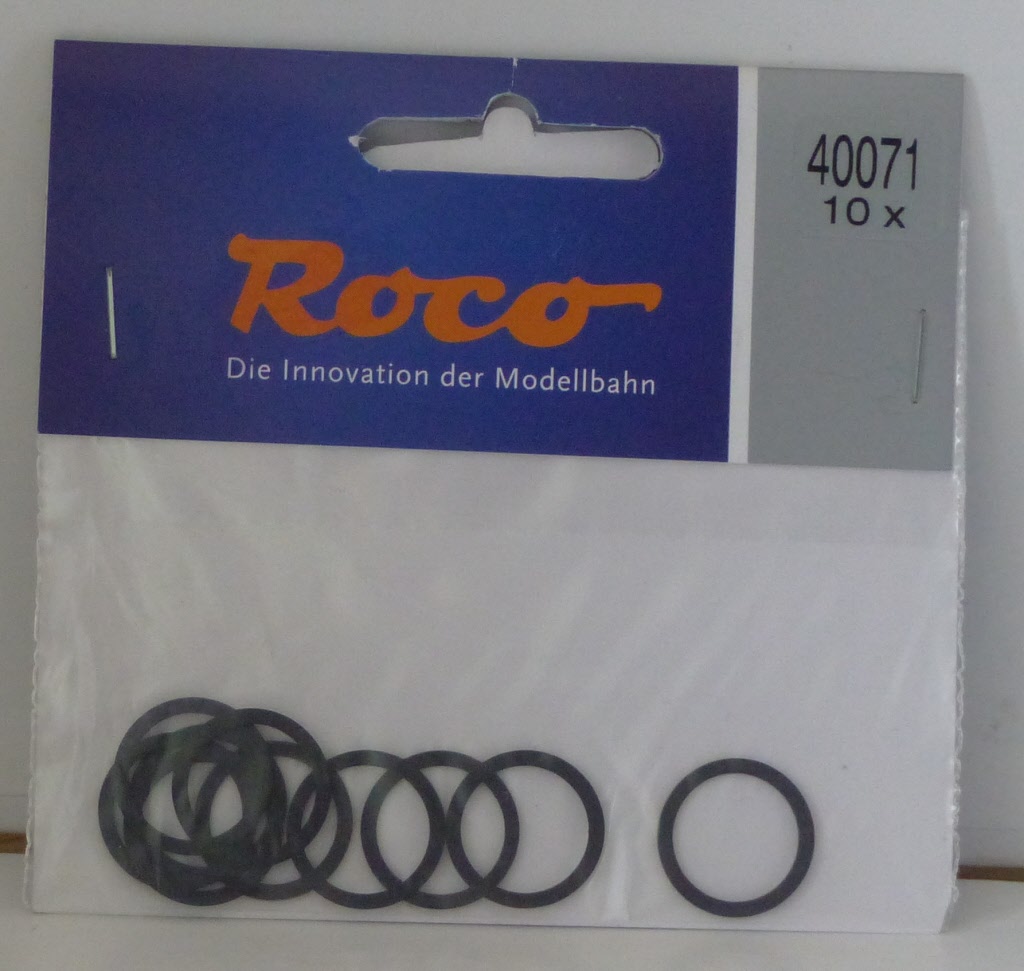 Roco
Die Innovation der Modellbahn
40071
10 x